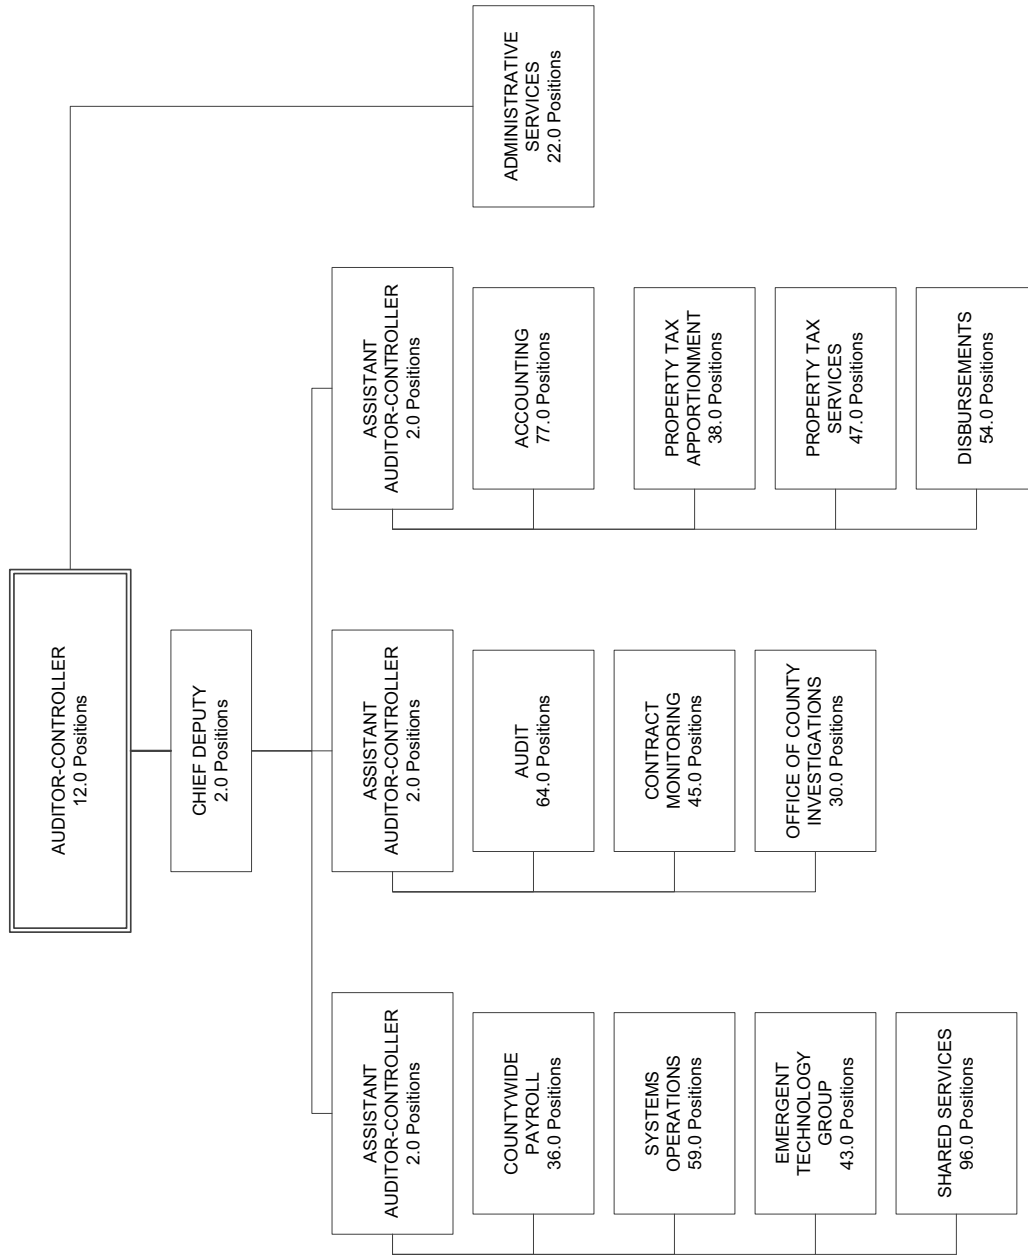 AUDITOR-CONTROLLER
12.0 Positions
CHIEF DEPUTY
2.0 Positions
ASSISTANT
AUDITOR-CONTROLLER
2.0 Positions
COUNTYWIDE
PAYROLL
36.0 Positions
SYSTEMS
OPERATIONS
59.0 Positions
EMERGENT
TECHNOLOGY
GROUP
43.0 Positions
SHARED SERVICES
96.0 Positions
ASSISTANT
AUDITOR-CONTROLLER
2.0 Positions
AUDIT
64.0 Positions
CONTRACT
MONITORING
45.0 Positions
OFFICE OF COUNTY
INVESTIGATIONS
30.0 Positions
ASSISTANT
AUDITOR-CONTROLLER
2.0 Positions
ACCOUNTING
77.0 Positions
PROPERTY TAX
APPORTIONMENT
38.0 Positions
PROPERTY TAX
SERVICES
47.0 Positions
DISBURSEMENTS
54.0 Positions
ADMINISTRATIVE
SERVICES
22.0 Positions